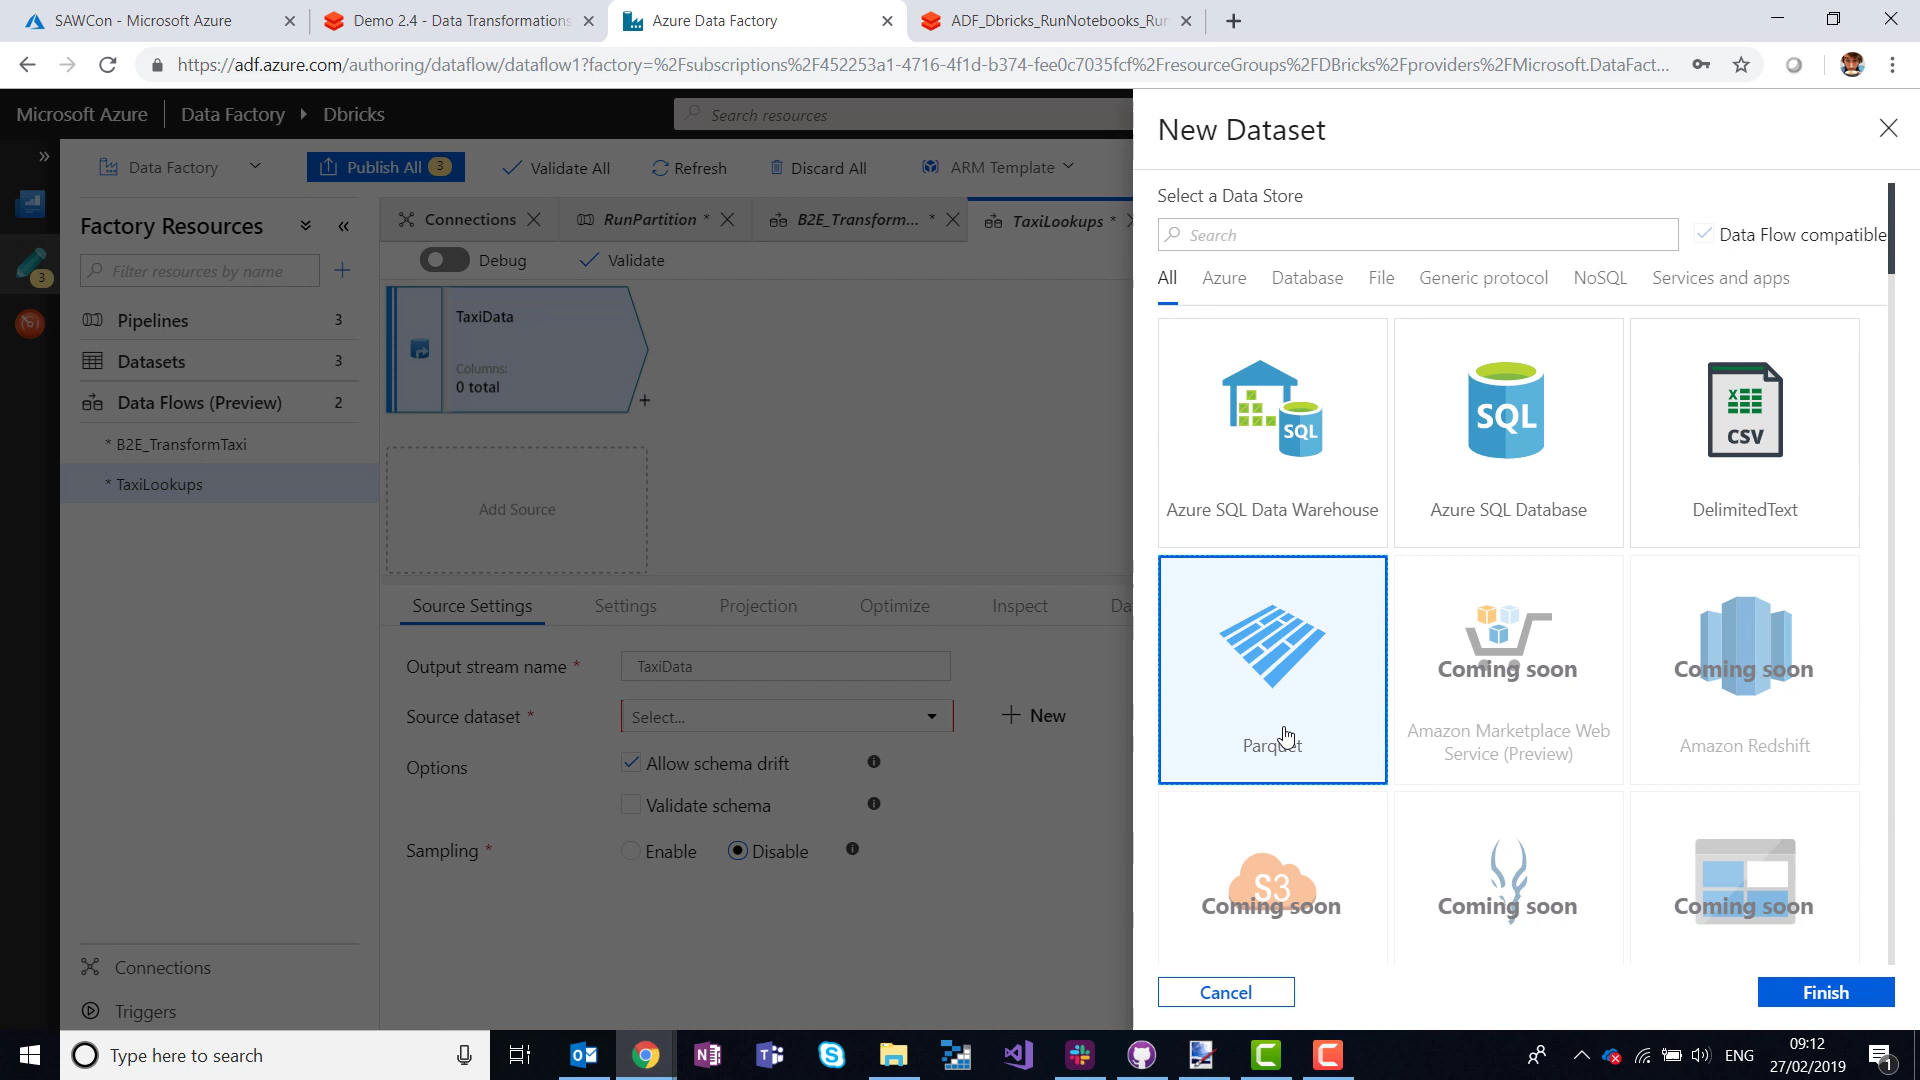 SAWCon - Microsoft Azure
Demo 2.4 - Data Transformations
Azure Data Factory
ADF_Dbricks_RunNotebooks_Run
https://adf.azure.com/authoring/dataflow/dataflow1?factory=%2Fsubscriptions%2F452253a1-4716-4f1d-b374-fee0c7035fcf%2FresourceGroups%2FDBricks%2Fproviders%2FMicrosoft.DataFact...
Microsoft Azure
Data Factory
Dbricks
Search resources
Data Factory
Publish All 3
Validate All
Refresh
Discard All
ARM Template
Factory Resources
Filter resources by name
3
Pipelines 3
Datasets 3
Data Flows (Preview) 2
* B2E_TransformTaxi
* TaxiLookups
Connections
Triggers
Connections
RunPartition *
B2E_Transform... *
TaxiLookups *
Debug
Validate
TaxiData
Columns:
0 total
Add Source
Source Settings
Settings
Projection
Optimize
Inspect
Da
Output stream name *
TaxiData
Source dataset *
Select...
New
Options
Allow schema drift
Validate schema
Sampling *
Enable
Disable
New Dataset
Select a Data Store
Search
Data Flow compatible
All
Azure
Database
File
Generic protocol
NoSQL
Services and apps
SQL
Azure SQL Data Warehouse
SQL
Azure SQL Database
CSV
DelimitedText
Parquet
Coming soon
Amazon Marketplace Web
Service (Preview)
Coming soon
Amazon Redshift
S3
Coming soon
Coming soon
Coming soon
Cancel
Finish
Type here to search
ENG
09:12
27/02/2019
1